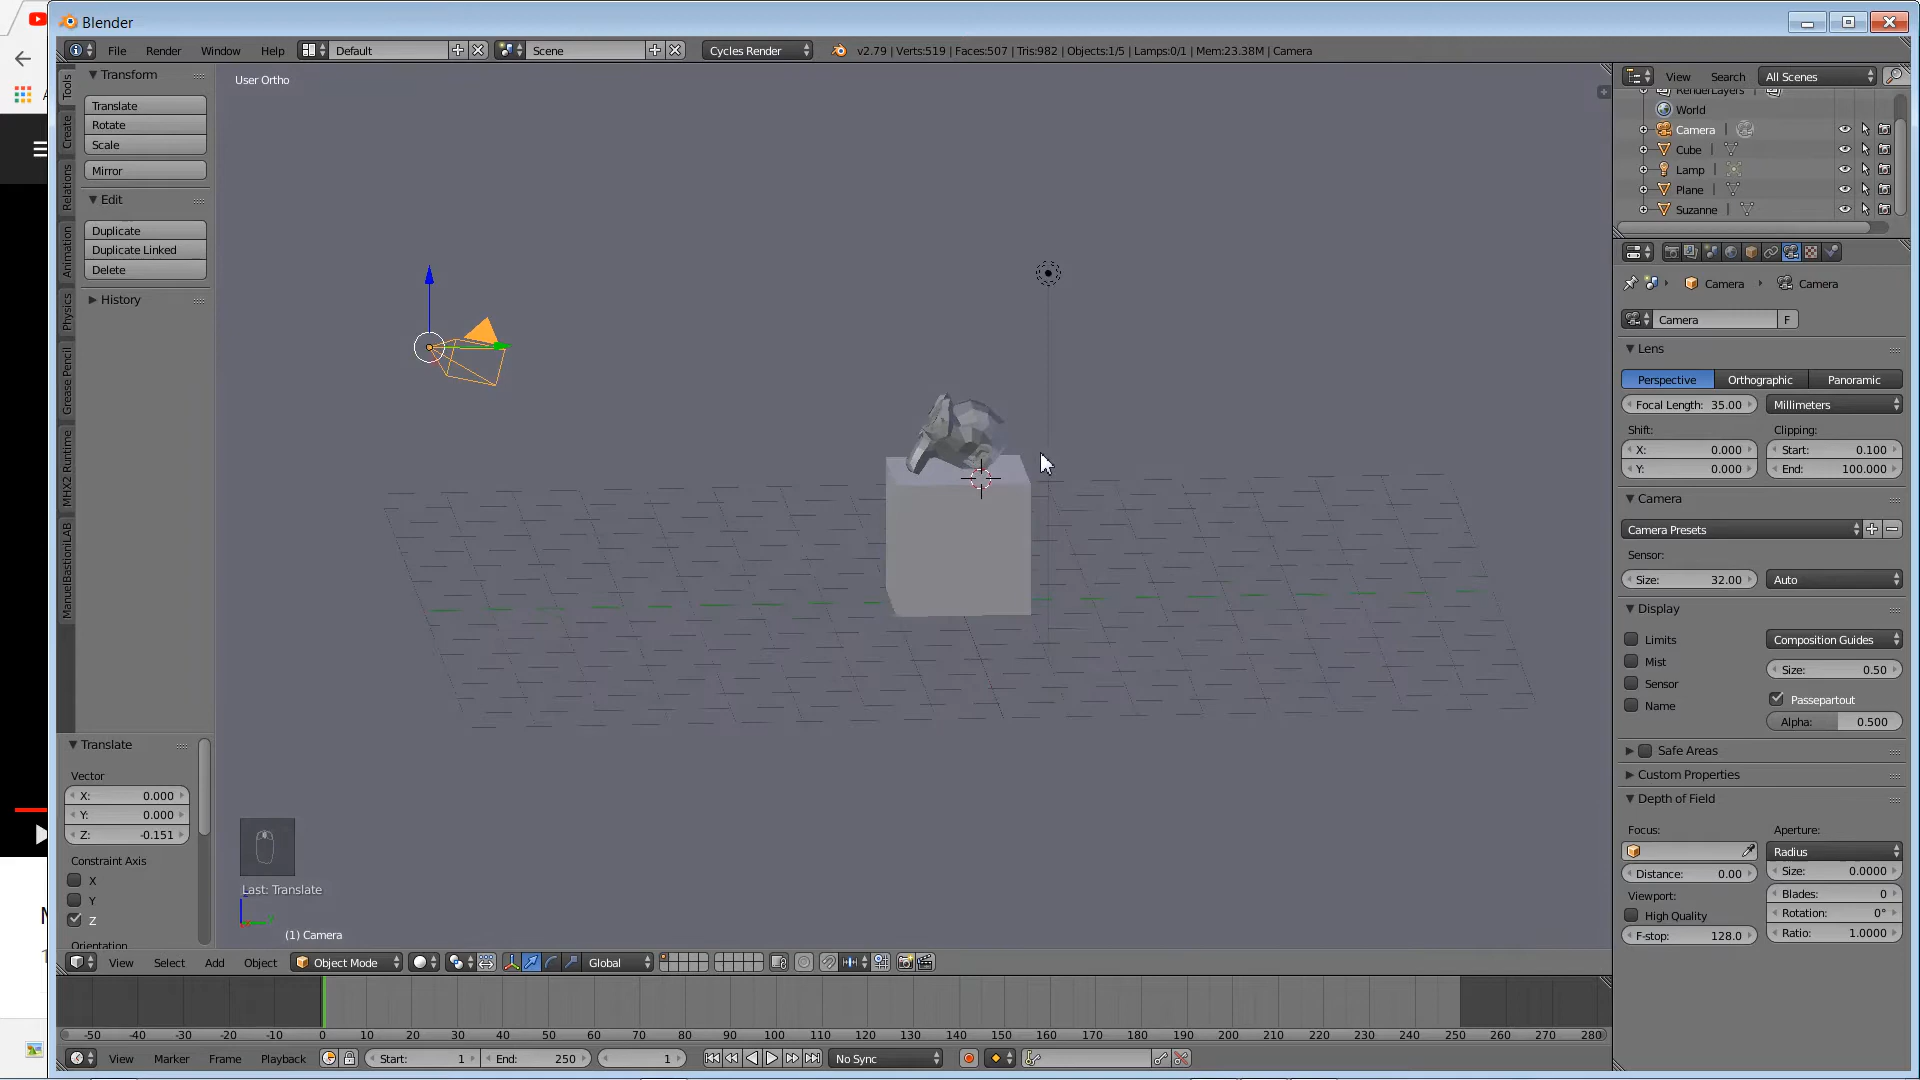 Blender
File Render Window Help Default Scene Cycles Render v2.79 | Verts:519 | Faces:507 | Tris:982 | Objects:1/5 | Lamps:0/1 | Mem:23.38M | Camera
Tools
Create
Relations
Animation
Physics
Grease Pencil
MHX2 Runtome
ManuelBastioniLAB
Transform
Translate
Rotate
Scale
Mirror
Edit
Duplicate
Duplicate Linked
Delete
History
Translate
Vector
X: 0.000
Y: 0.000
Z: -0.151
Constraint Axis
X
Y
Z
Orientation
User Ortho
Last: Translate
(1) Camera
View Select Add Object Object Mode Global
-50 -40 -30 -20 -10 0 10 20 30 40 50 60 70 80 90 100 110 120 130 140 150 160 170 180 190 200 210 220 230 240 250 260 270 280
View Marker Frame Playback Start: 1 End: 250 1 No Sync
View Search All Scenes
RenderLayers
World
Camera
Cube
Lamp
Plane
Suzanne
Camera Camera
Camera F
Lens
Perspective Orthographic Panoramic
Focal Length: 35.00 Millimeters
Shift: Clipping:
X: 0.000 Start: 0.100
Y: 0.000 End: 100.000
Camera
Camera Presets
Sensor:
Size: 32.00 Auto
Display
Limits Composition Guides
Mist Size: 0.50
Sensor Passepartout
Name Alpha: 0.500
Safe Areas
Custom Properties
Depth of Field
Focus: Aperture:
Radius
Distance: 0.00 Size: 0.0000
Viewport: Blades: 0
High Quality Rotation: 0°
F-stop: 128.0 Ratio: 1.0000